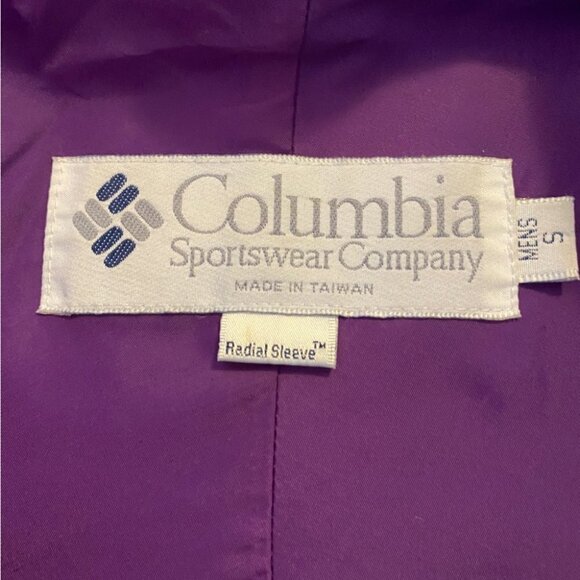 Columbia
Sportswear Company
MADE IN TAIWAN
Radial Sleeve™
MENS
S